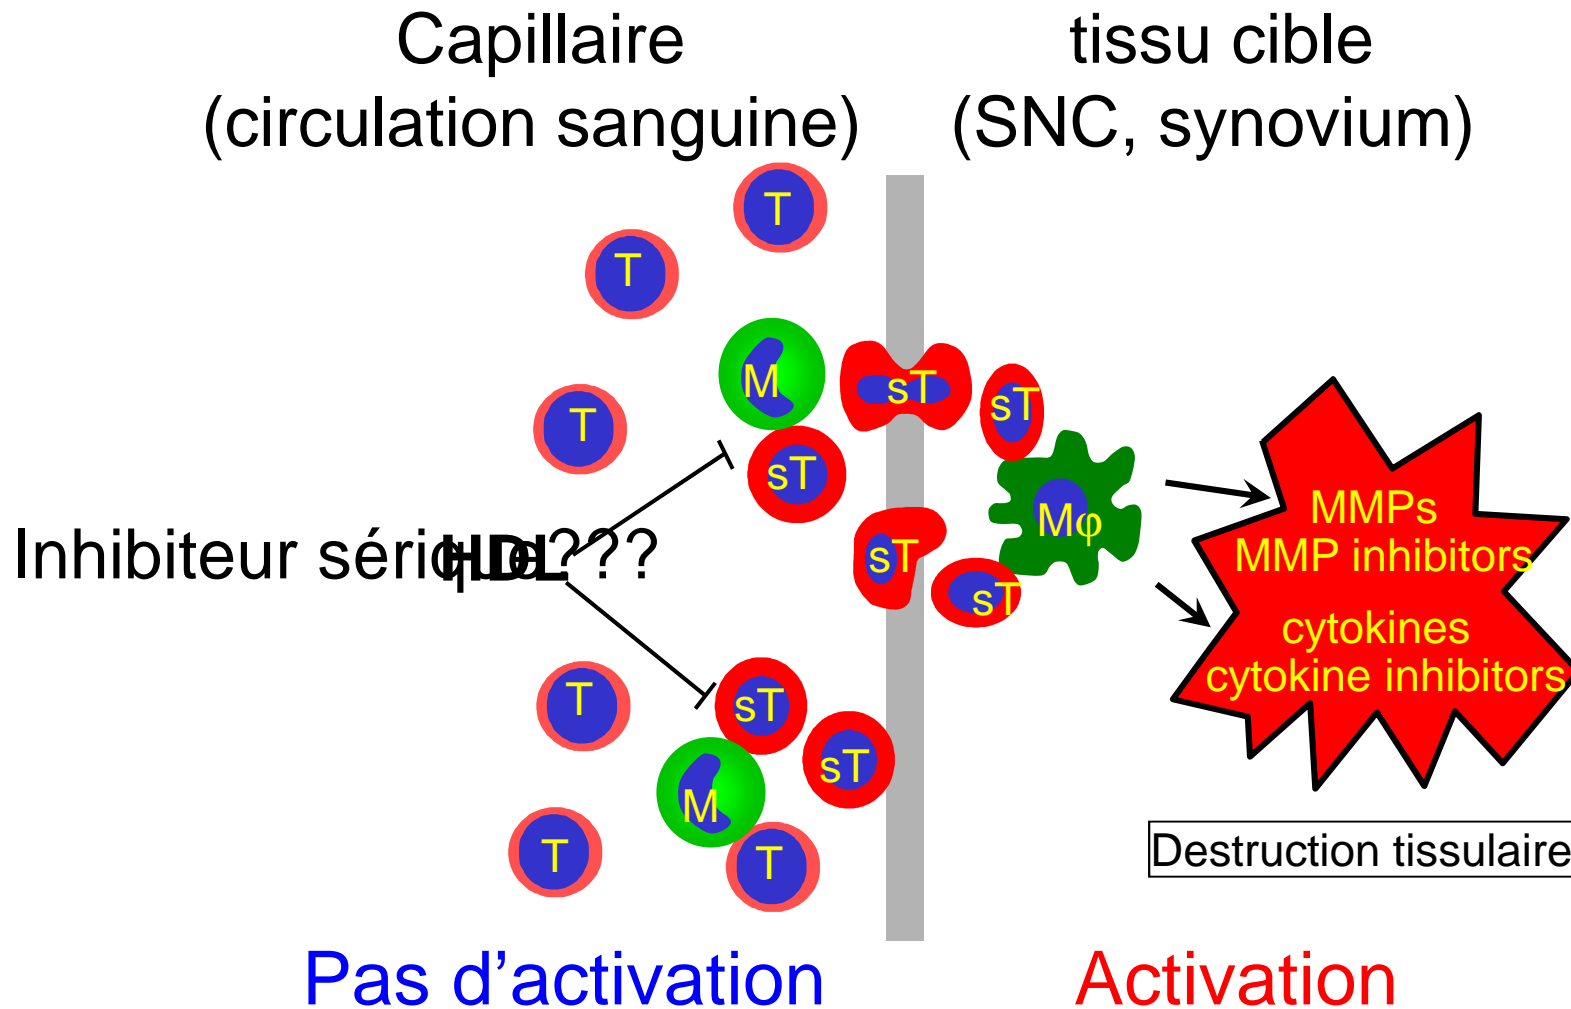 Capillaire
(circulation sanguine)
tissu cible
(SNC, synovium)
T
T
T
M
sT
sT
sT
Mφ
sT
sT
Inhibiteur sérique???
HDL
MMPs
MMP inhibitors
cytokines
cytokine inhibitors
T
sT
sT
M
T
T
Destruction tissulaire
Pas d’activation
Activation